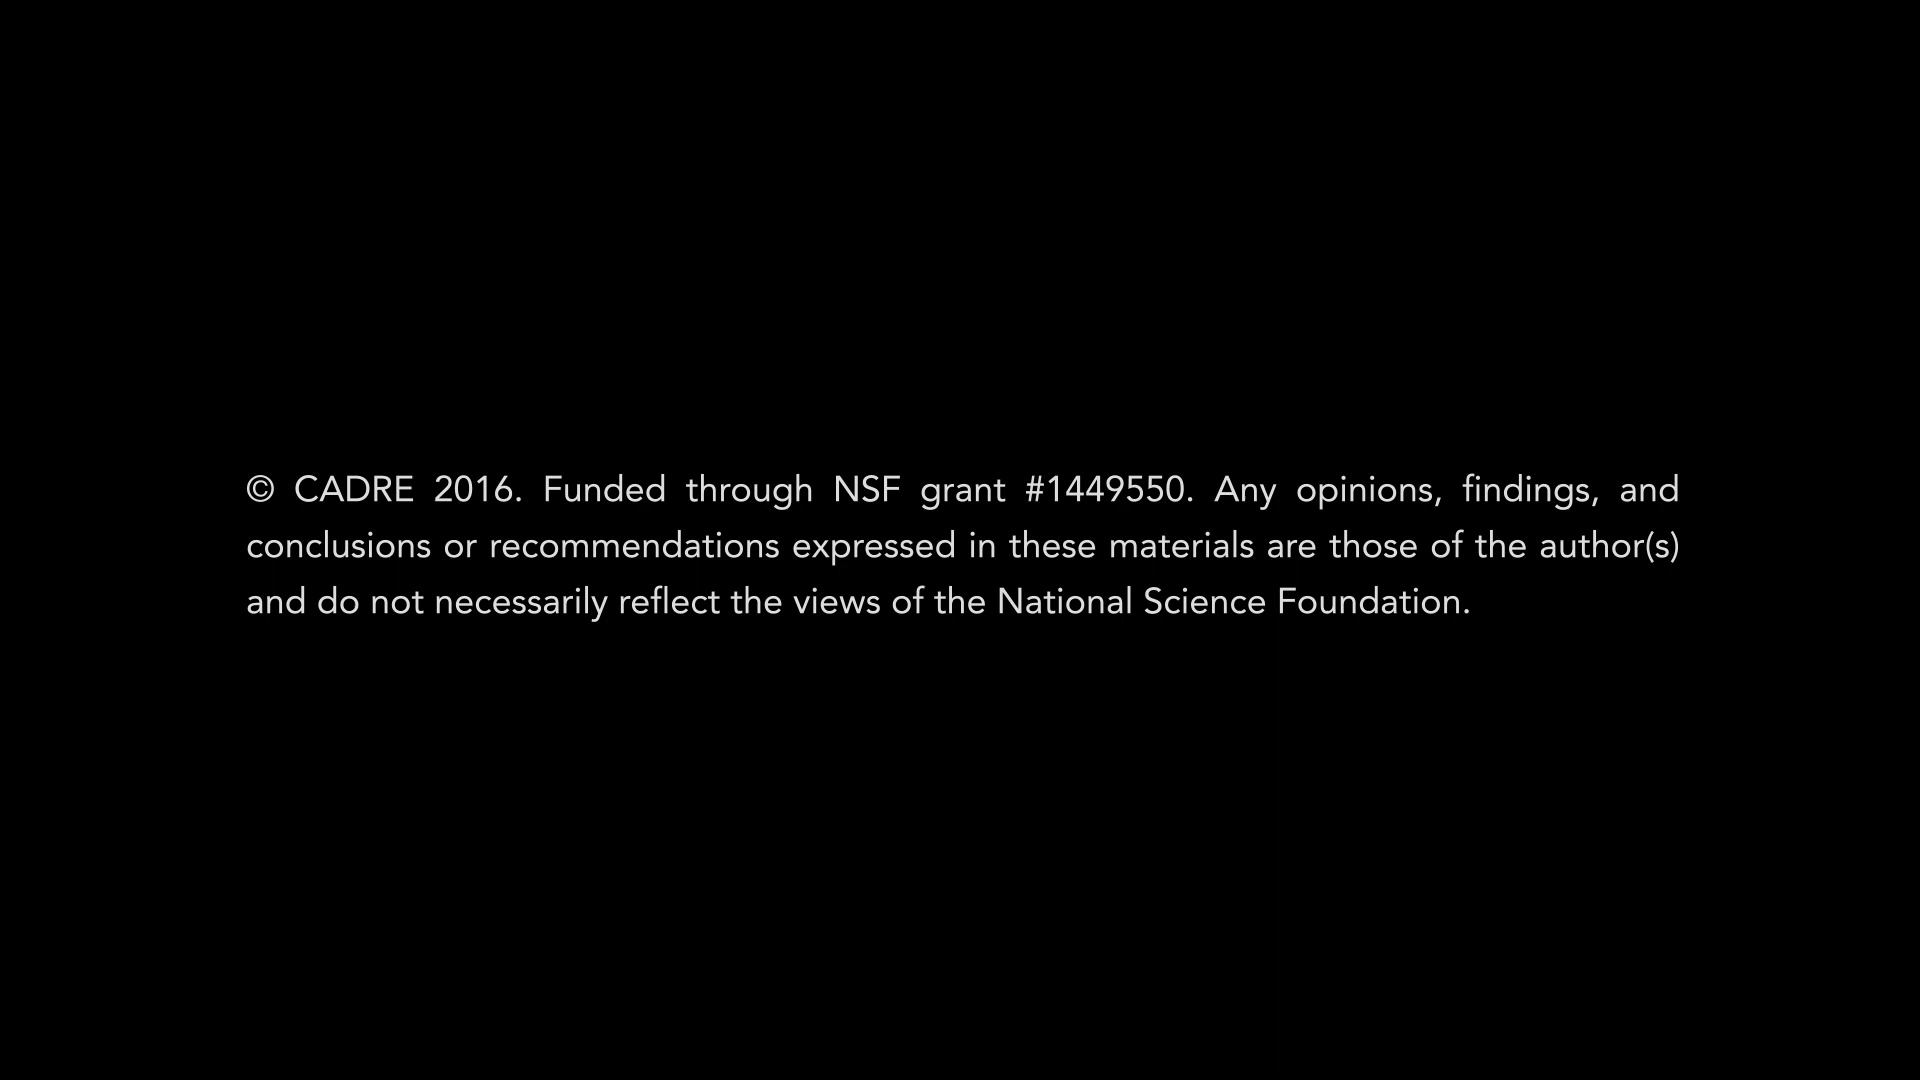 © CADRE 2016. Funded through NSF grant #1449550. Any opinions, findings, and
conclusions or recommendations expressed in these materials are those of the author(s)
and do not necessarily reflect the views of the National Science Foundation.